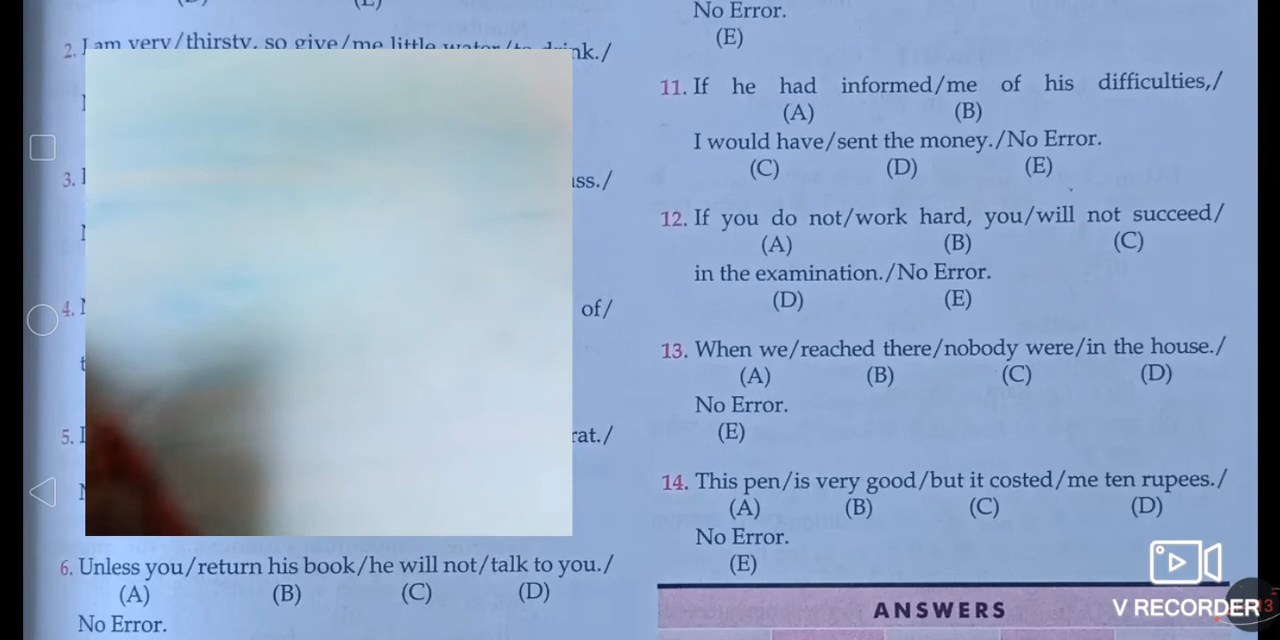 2. I am very/thirsty, so give/me little water/to drink./
3.
ss./
4.
of/
5.
rat./
6. Unless you/return his book/he will not/talk to you./
(A) (B) (C) (D)
No Error.
No Error.
(E)
11. If he had informed/me of his difficulties,/
(A) (B)
I would have/sent the money./No Error.
(C) (D) (E)
12. If you do not/work hard, you/will not succeed/
(A) (B) (C)
in the examination./No Error.
(D) (E)
13. When we/reached there/nobody were/in the house./
(A) (B) (C) (D)
No Error.
(E)
14. This pen/is very good/but it costed/me ten rupees./
(A) (B) (C) (D)
No Error.
(E)
ANSWERS
V RECORDER